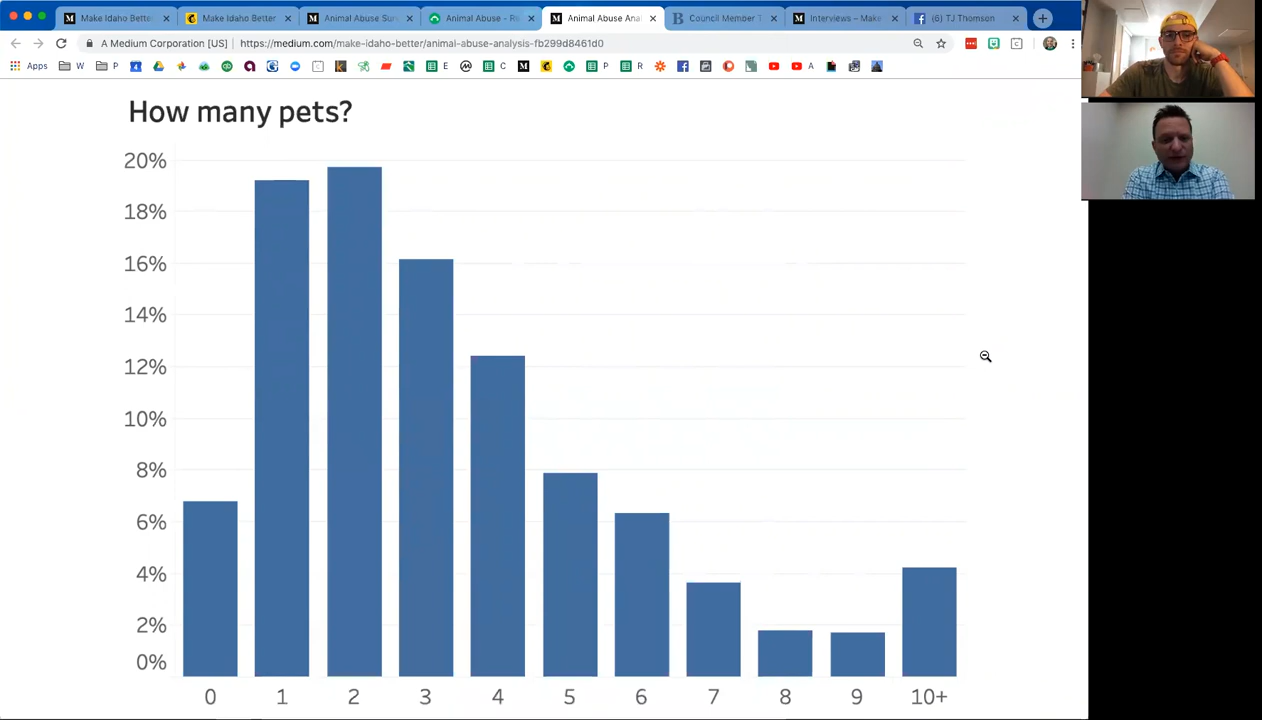 Make Idaho Better
Make Idaho Better
Animal Abuse Sur
Animal Abuse - R
Animal Abuse Ana
Council Member T
Interviews – Make
(6) TJ Thomson
A Medium Corporation [US]
https://medium.com/make-idaho-better/animal-abuse-analysis-fb299d8461d0
Apps
W
P
E
C
P
R
A
How many pets?
20%
18%
16%
14%
12%
10%
8%
6%
4%
2%
0%
0 1 2 3 4 5 6 7 8 9 10+